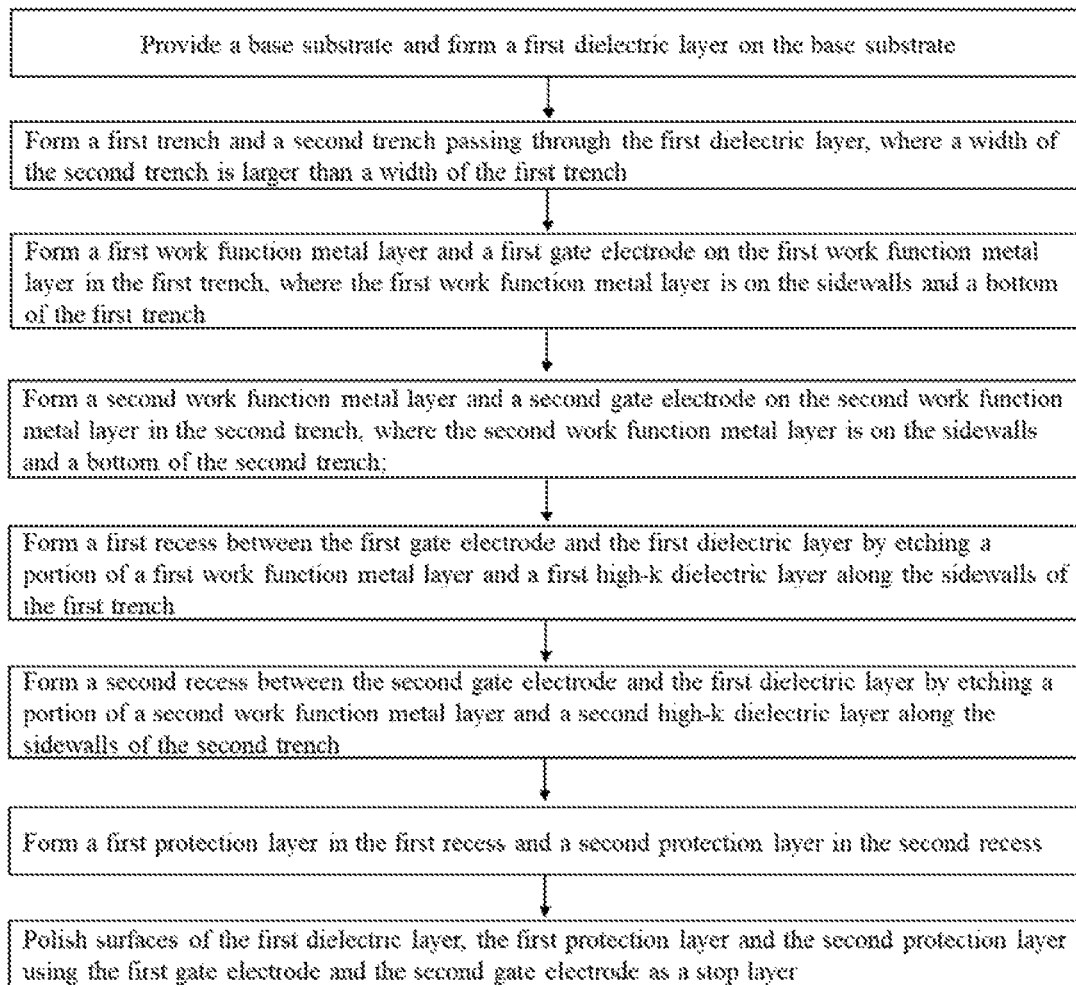 Provide a base substrate and form a first dielectric layer on the base substrate
Form a first trench and a second trench passing through the first dielectric layer, where a width of
the second trench is larger than a width of the first trench
Form a first work function metal layer and a first gate electrode on the first work function metal
layer in the first trench, where the first work function metal layer is on the sidewalls and a bottom
of the first trench
Form a second work function metal layer and a second gate electrode on the second work function
metal layer in the second trench, where the second work function metal layer is on the sidewalls
and a bottom of the second trench;
Form a first recess between the first gate electrode and the first dielectric layer by etching a
portion of a first work function metal layer and a first high-k dielectric layer along the sidewalls of
the first trench
Form a second recess between the second gate electrode and the first dielectric layer by etching a
portion of a second work function metal layer and a second high-k dielectric layer along the
sidewalls of the second trench
Form a first protection layer in the first recess and a second protection layer in the second recess
Polish surfaces of the first dielectric layer, the first protection layer and the second protection layer
using the first gate electrode and the second gate electrode as a stop layer